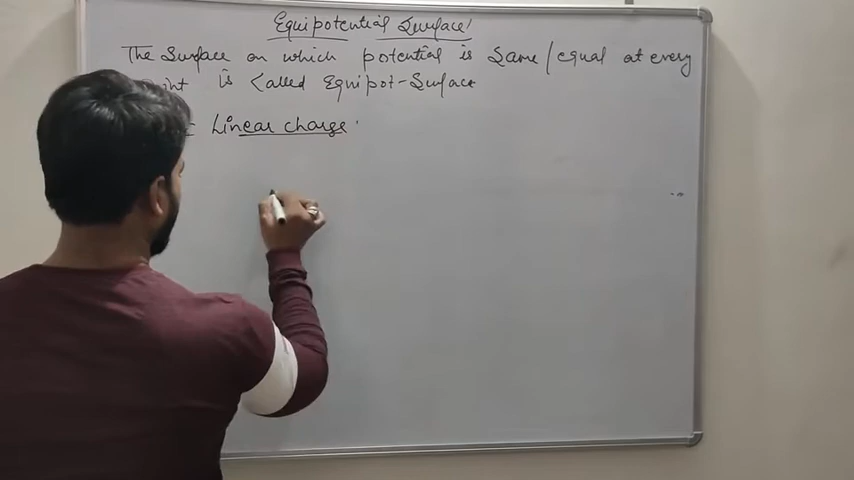 Equipotential Surface
The Surface on which potential is Same/equal at every
is Called Equipot-Surface
Linear charge